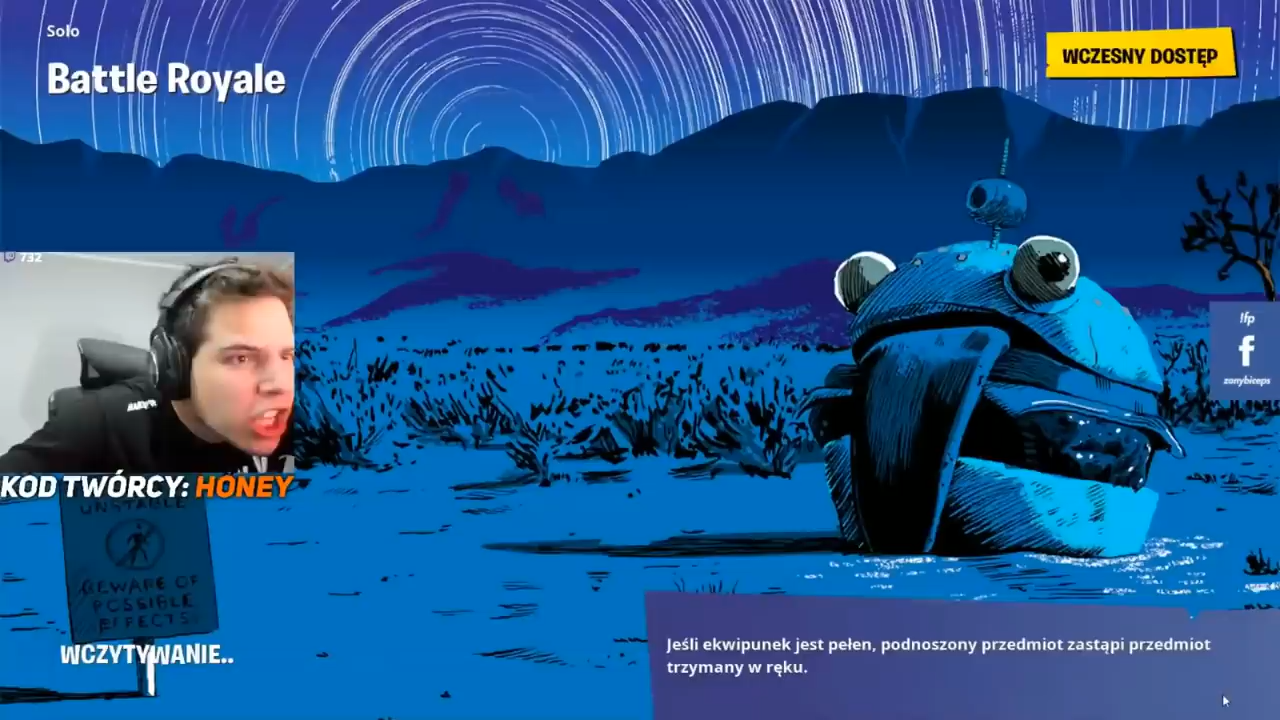 Solo
Battle Royale
WCZESNY DOSTĘP
732
!fp
f
zonybiceps
KOD TWÓRCY: HONEY
UNSTABLE
BEWARE OF
POSSIBLE
EFFECTS
WCZYTYWANIE..
Jeśli ekwipunek jest pełen, podnoszony przedmiot zastąpi przedmiot
trzymany w ręku.